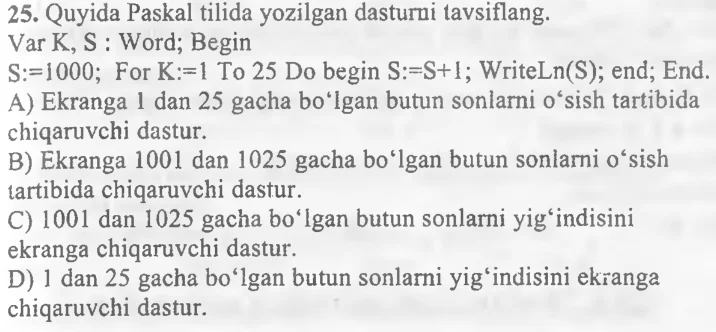 25. Quyida Paskal tilida yozilgan dasturni tavsiflang.
Var K, S : Word; Begin
S:=1000; For K:=1 To 25 Do begin S:=S+1; WriteLn(S); end; End.
A) Ekranga 1 dan 25 gacha bo‘lgan butun sonlarni o‘sish tartibida
chiqaruvchi dastur.
B) Ekranga 1001 dan 1025 gacha bo‘lgan butun sonlarni o‘sish
tartibida chiqaruvchi dastur.
C) 1001 dan 1025 gacha bo‘lgan butun sonlarni yig‘indisini
ekranga chiqaruvchi dastur.
D) 1 dan 25 gacha bo‘lgan butun sonlarni yig‘indisini ekranga
chiqaruvchi dastur.